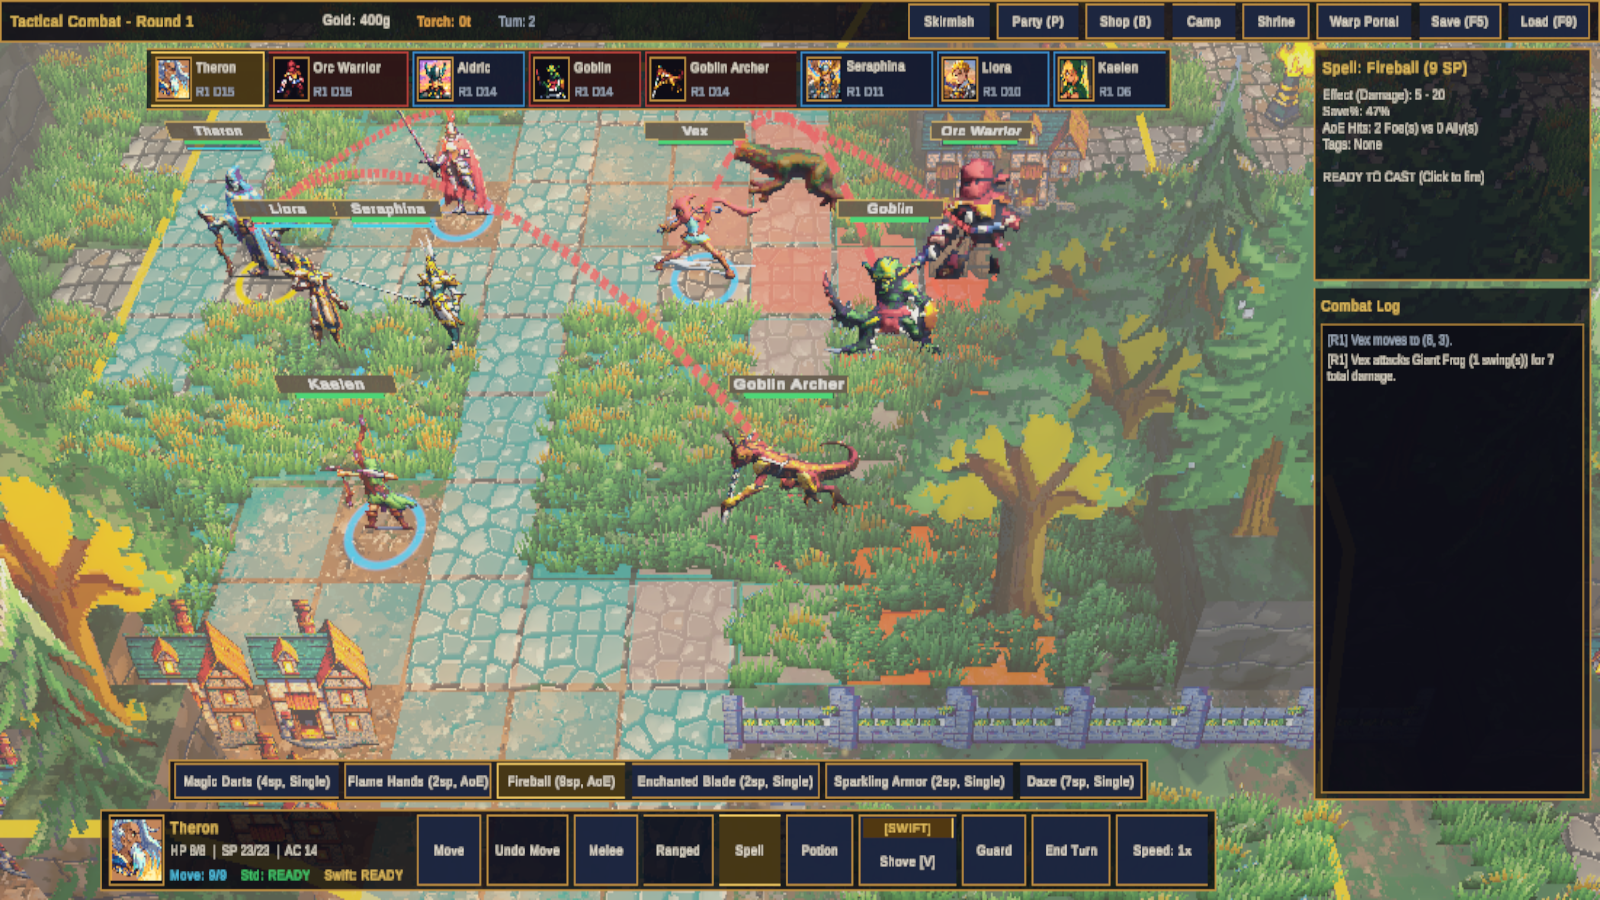 Tactical Combat - Round 1
Gold: 400g
Torch: 0t
Turn: 2
Skirmish
Party (P)
Shop (B)
Camp
Shrine
Warp Portal
Save (F5)
Load (F9)
Theron
R1 D15
Orc Warrior
R1 D15
Aldric
R1 D14
Goblin
R1 D14
Goblin Archer
R1 D14
Seraphina
R1 D11
Liora
R1 D10
Kaelen
R1 D6
Spell: Fireball (9 SP)
Effect (Damage): 5 - 20
Save%: 47%
AoE Hits: 2 Foe(s) vs 0 Ally(s)
Tags: None
READY TO CAST (Click to fire)
Theron
Vex
Orc Warrior
Liora
Seraphina
Goblin
Kaelen
Goblin Archer
Combat Log
[R1] Vex moves to (6, 3).
[R1] Vex attacks Giant Frog (1 swing(s)) for 7
total damage.
Magic Darts (4sp, Single)
Flame Hands (2sp, AoE)
Fireball (9sp, AoE)
Enchanted Blade (2sp, Single)
Sparkling Armor (2sp, Single)
Daze (7sp, Single)
Theron
HP 8/8 | SP 23/23 | AC 14
Move: 9/9 Std: READY Swift: READY
Move
Undo Move
Melee
Ranged
Spell
Potion
[SWIFT]
Shove [V]
Guard
End Turn
Speed: 1x